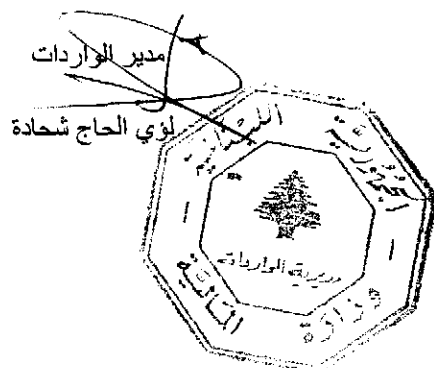 مدير الواردات
لؤي الحاج شحادة
الجمهورية اللبنانية
مديرية الواردات
وزارة المالية